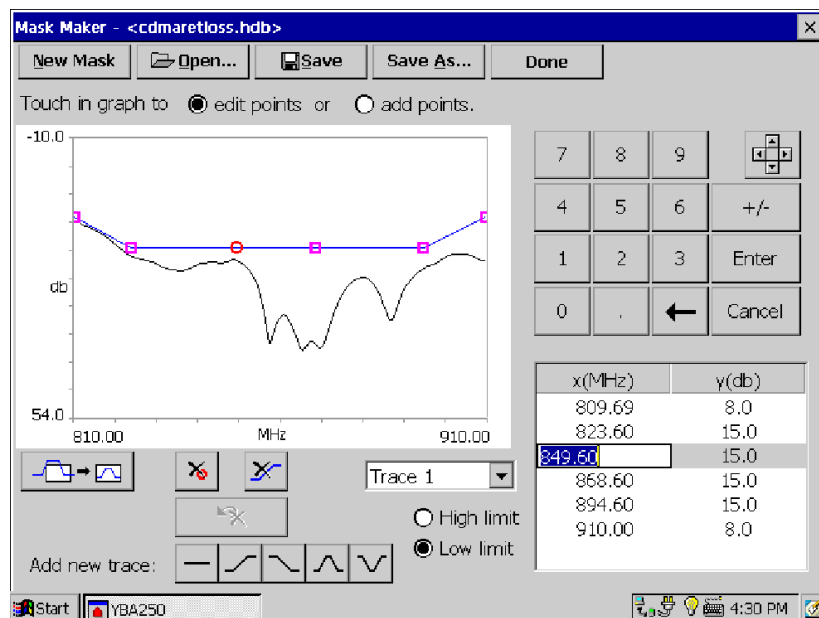 Mask Maker - <cdmaretloss.hdb>
New Mask Open... Save Save As... Done
Touch in graph to edit points or add points.
-10.0
db
54.0
810.00 MHz 910.00
7 8 9
4 5 6 +/-
1 2 3 Enter
0 . Cancel
x(MHz) y(db)
809.69 8.0
823.60 15.0
849.60 15.0
868.60 15.0
894.60 15.0
910.00 8.0
Trace 1
High limit
Low limit
Add new trace:
Start YBA250 4:30 PM